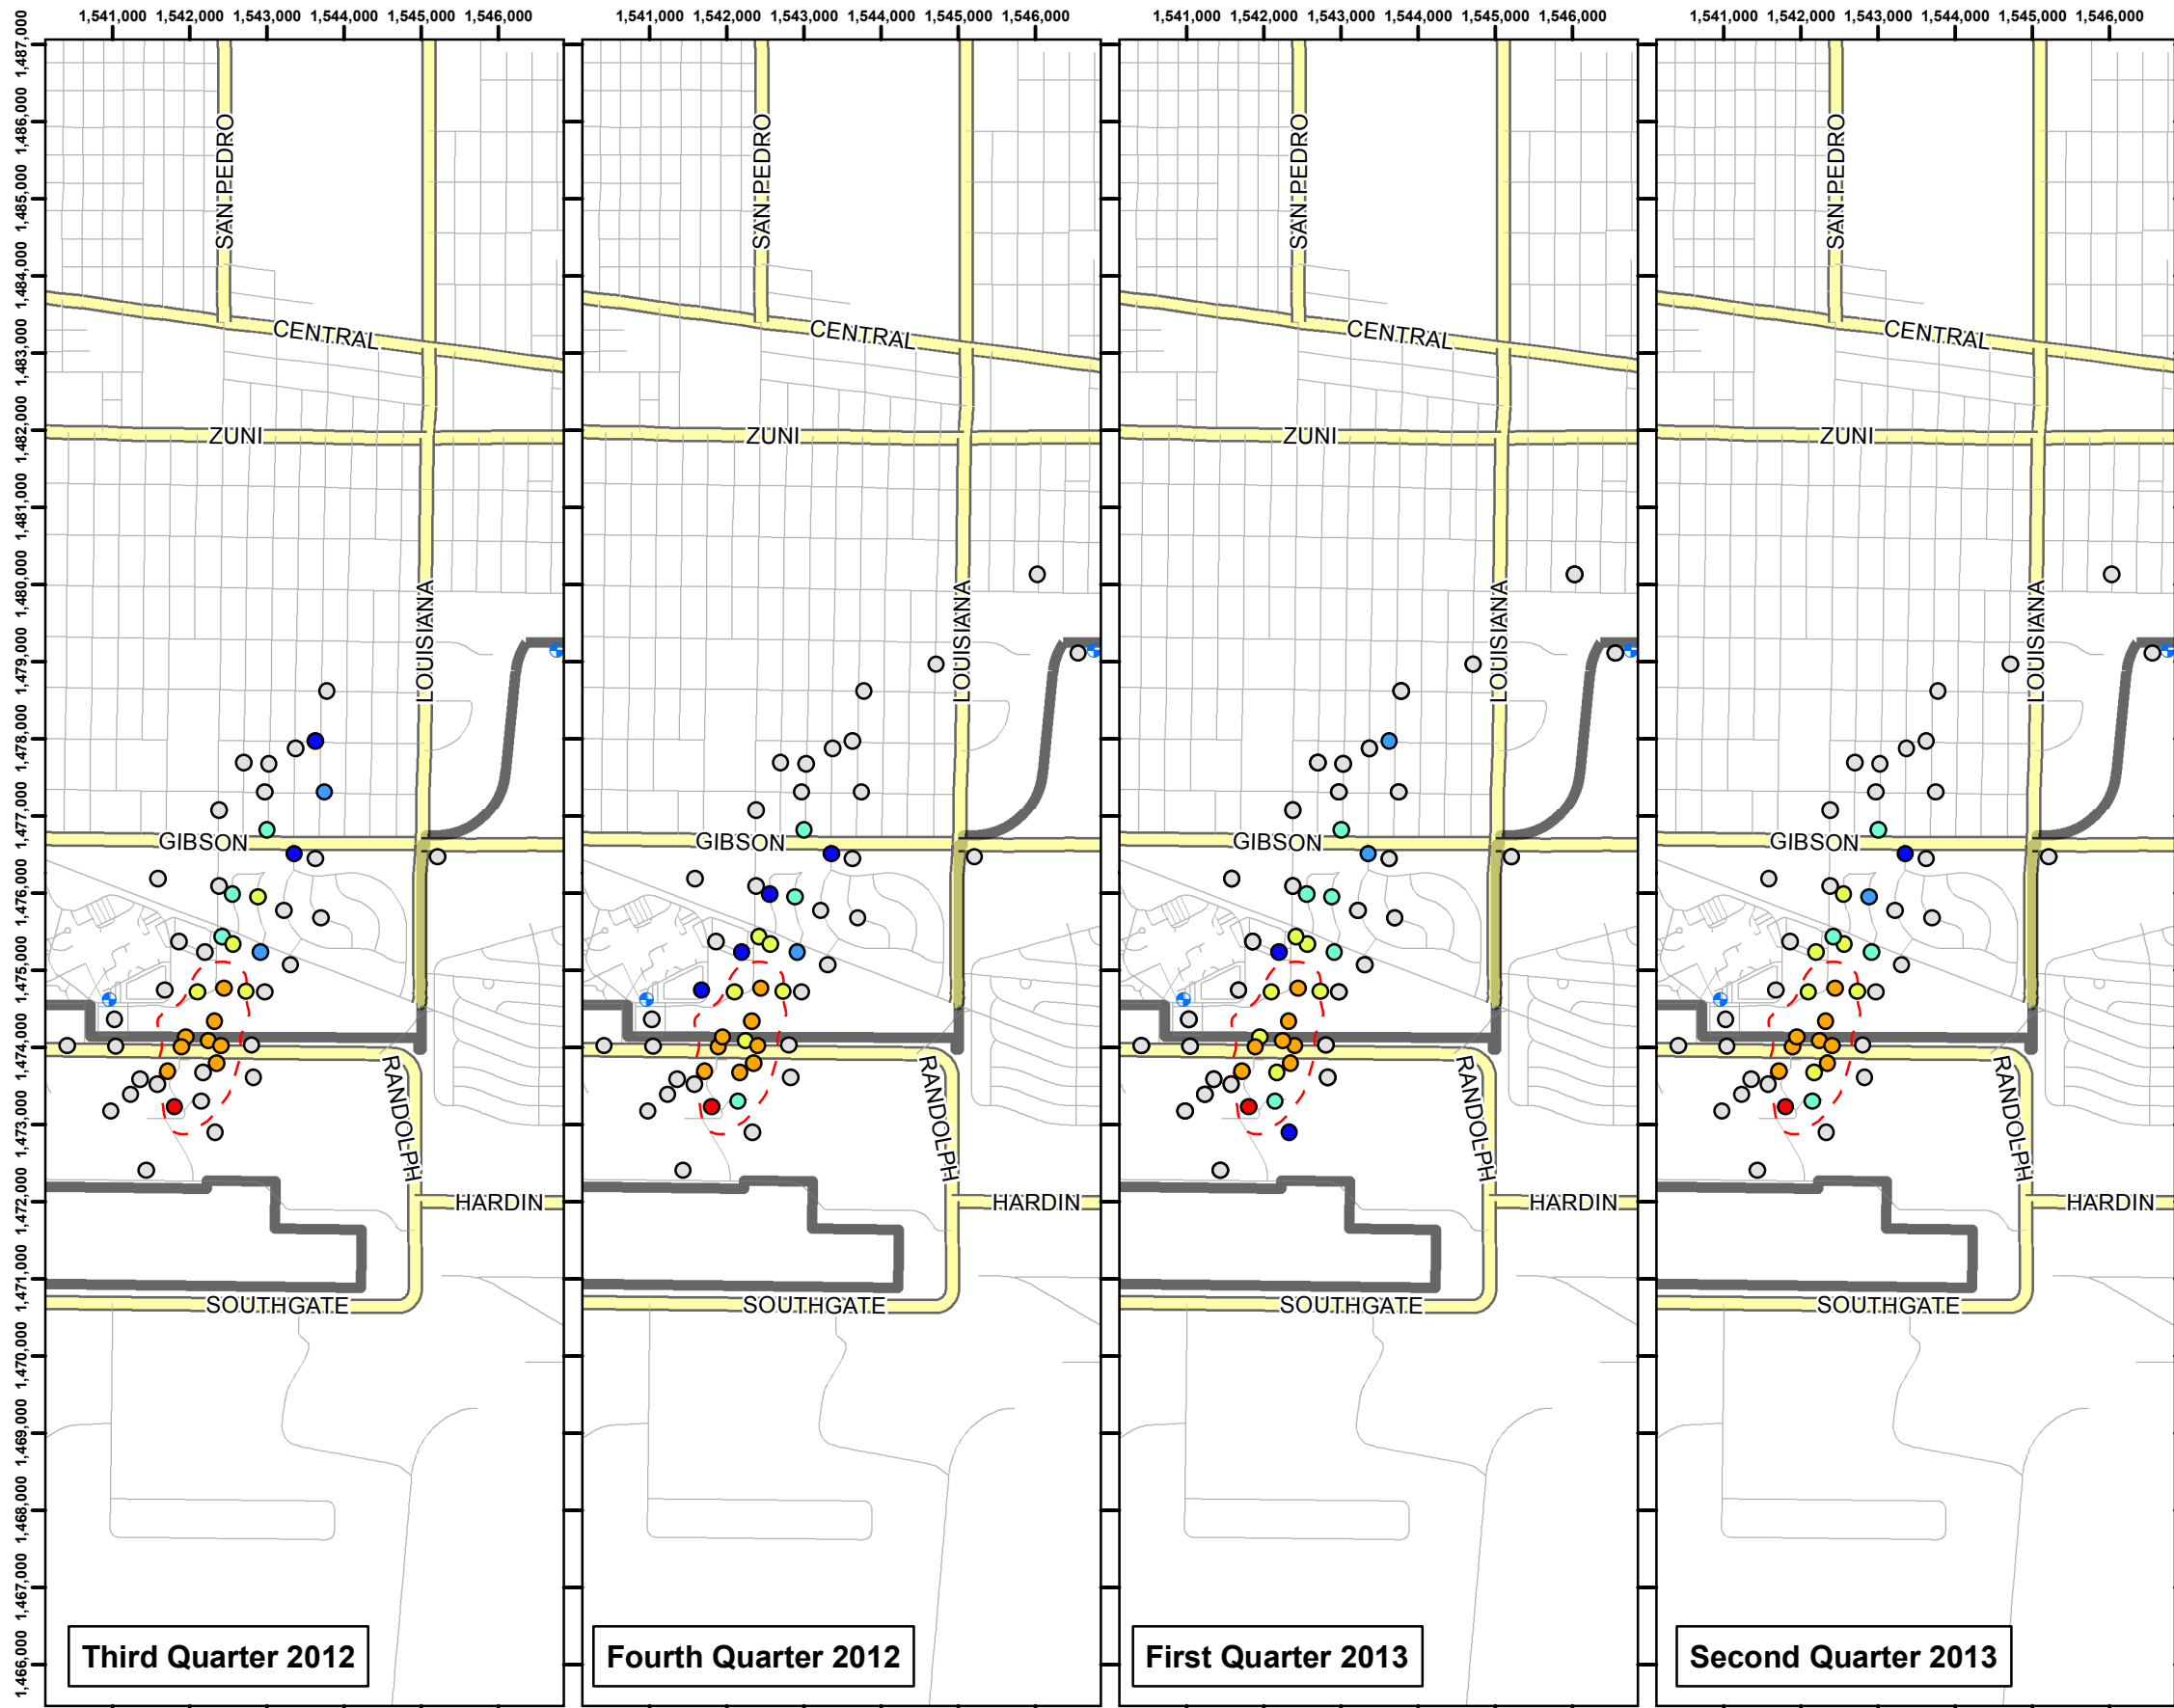 1,541,000 1,542,000 1,543,000 1,544,000 1,545,000 1,546,000
1,541,000 1,542,000 1,543,000 1,544,000 1,545,000 1,546,000
1,541,000 1,542,000 1,543,000 1,544,000 1,545,000 1,546,000
1,541,000 1,542,000 1,543,000 1,544,000 1,545,000 1,546,000
1,487,000
1,486,000
1,485,000
1,484,000
1,483,000
1,482,000
1,481,000
1,480,000
1,479,000
1,478,000
1,477,000
1,476,000
1,475,000
1,474,000
1,473,000
1,472,000
1,471,000
1,470,000
1,469,000
1,468,000
1,467,000
1,466,000
SAN PEDRO
CENTRAL
ZUNI
LOUISIANA
GIBSON
RANDOLPH
HARDIN
SOUTHGATE
Third Quarter 2012
SAN PEDRO
CENTRAL
ZUNI
LOUISIANA
GIBSON
RANDOLPH
HARDIN
SOUTHGATE
Fourth Quarter 2012
SAN PEDRO
CENTRAL
ZUNI
LOUISIANA
GIBSON
RANDOLPH
HARDIN
SOUTHGATE
First Quarter 2013
SAN PEDRO
CENTRAL
ZUNI
LOUISIANA
GIBSON
RANDOLPH
HARDIN
SOUTHGATE
Second Quarter 2013